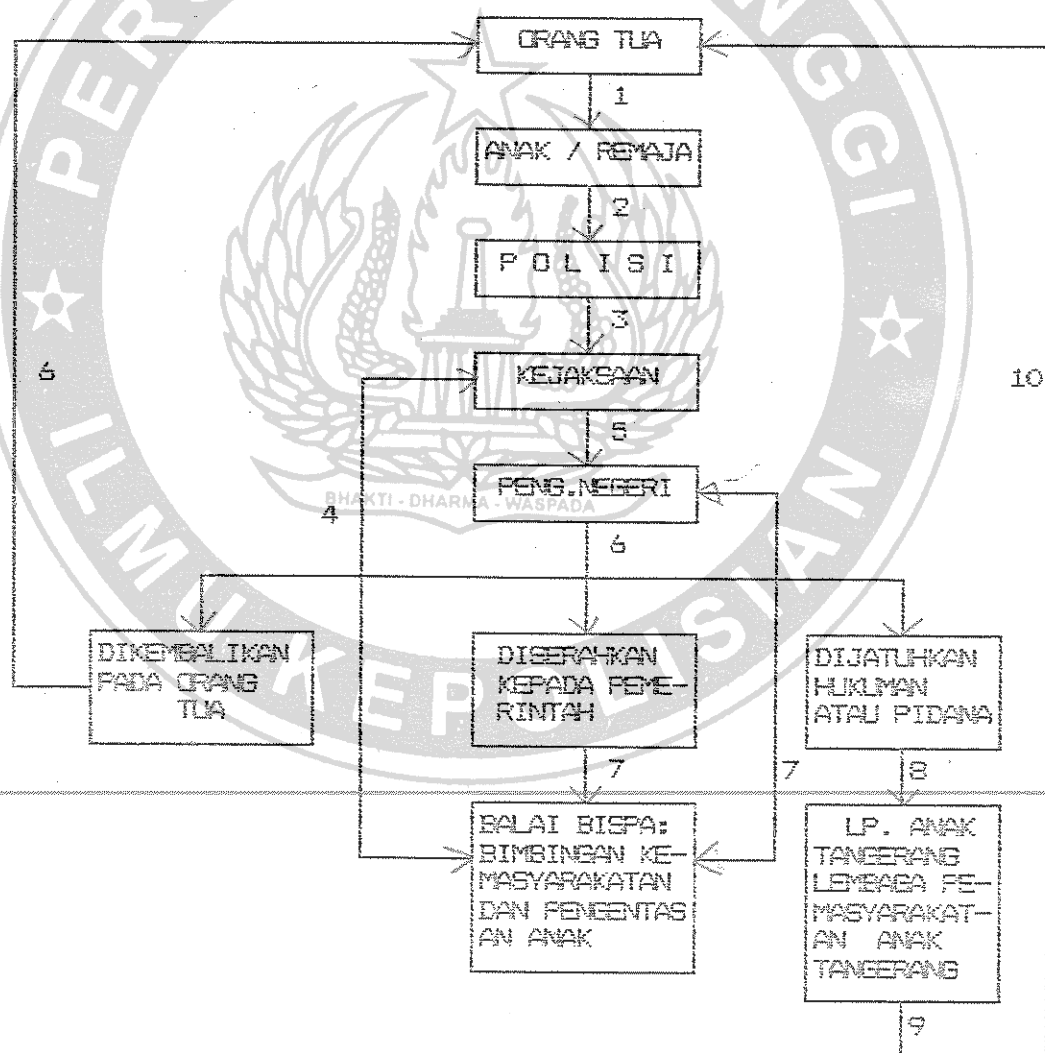 ORANG TUA
1
ANAK / REMAJA
2
P O L I S I
3
KEJAKSAAN
6
10
5
PENG.NEGERI
4
BHAKTI - DHARMA - WASPADA
6
DIKEMBALIKAN
PADA ORANG
TUA
DISERAHKAN
KEPADA PEME-
RINTAH
DIJATUHKAN
HUKUMAN
ATAU PIDANA
7
7
8
BALAI BISPA:
BIMBINGAN KE-
MASYARAKATAN
DAN PENGENTAS
AN ANAK
LP. ANAK
TANGERANG
LEMBAGA PE-
MASYARAKAT-
AN ANAK
TANGERANG
9
ILMU KEPOLISIAN